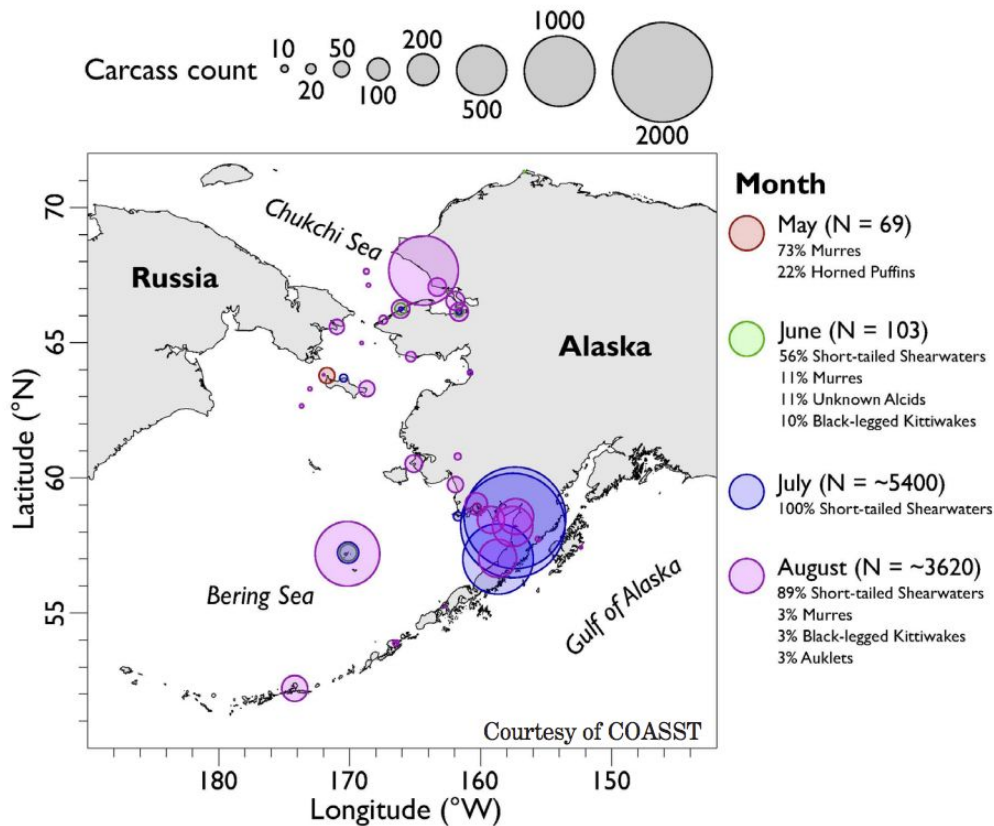 Carcass count
10
20
50
100
200
500
1000
2000
Month
May (N = 69)
73% Murres
22% Horned Puffins
June (N = 103)
56% Short-tailed Shearwaters
11% Murres
11% Unknown Alcids
10% Black-legged Kittiwakes
July (N = ~5400)
100% Short-tailed Shearwaters
August (N = ~3620)
89% Short-tailed Shearwaters
3% Murres
3% Black-legged Kittiwakes
3% Auklets
Chukchi Sea
Russia
Alaska
Bering Sea
Gulf of Alaska
Courtesy of COASST
Latitude (°N)
70
65
60
55
180
170
160
150
Longitude (°W)